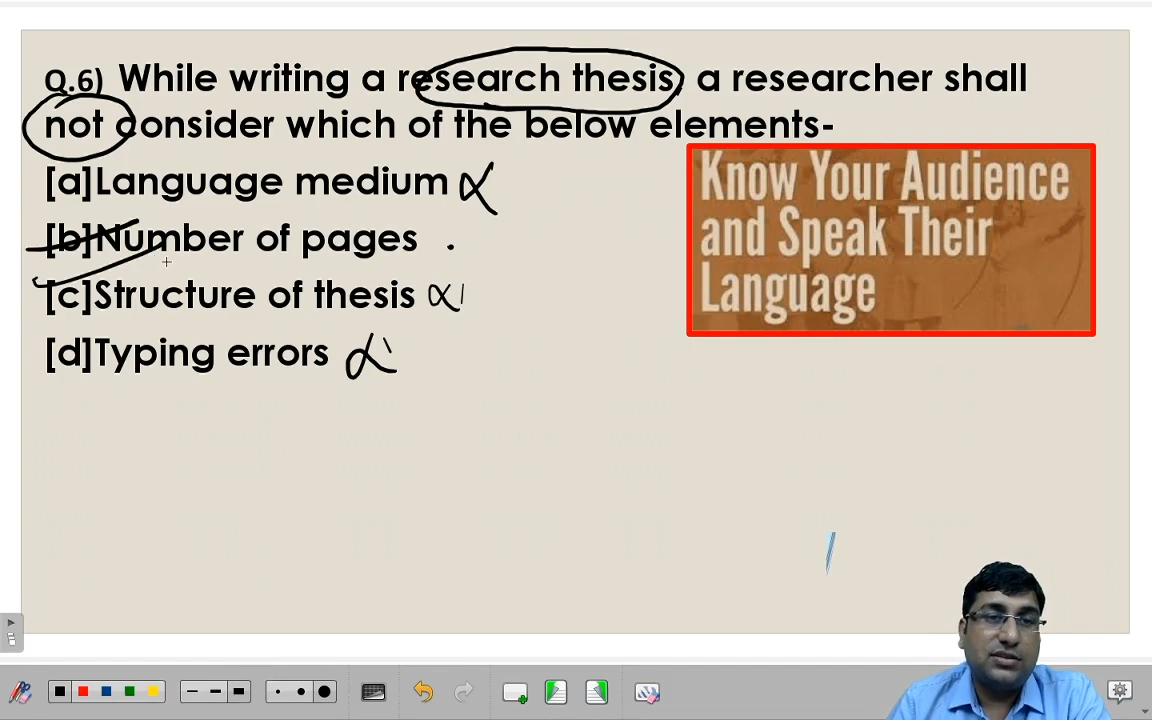 Q.6) While writing a research thesis, a researcher shall
not consider which of the below elements-
[a]Language medium
[b]Number of pages
[c]Structure of thesis
[d]Typing errors
Know Your Audience
and Speak Their
Language